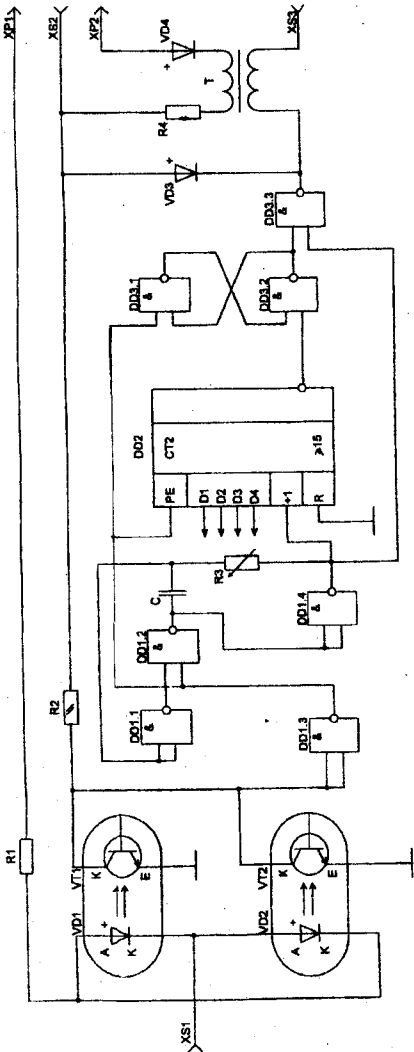 XP1
XS2
XP2
XS3
VD4
+
T
R4
VD3
+
DD3.3
&
DD3.1
&
DD3.2
&
DD2
CT2
≥15
PE
D1
D2
D3
D4
+1
R
R3
C
DD1.2
&
DD1.4
&
R2
DD1.1
&
DD1.3
&
R1
VT1
K
E
VD1
A
+
K
VT2
K
E
VD2
A
+
K
XS1